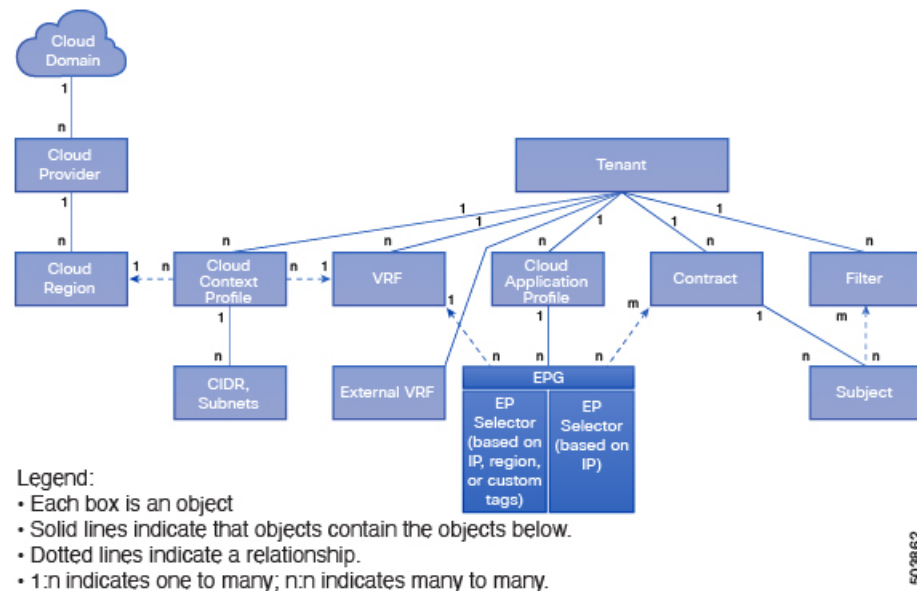 Cloud
Domain
1
n
Cloud
Provider
Tenant
1
1
1
1
1
1
n
n
n
n
n
n
Cloud
Region
1
n
Cloud
Context
Profile
n
1
VRF
Cloud
Application
Profile
Contract
Filter
1
1
1
m
1
m
n
n
n
n
n
n
CIDR,
Subnets
External VRF
EPG
EP
Selector
(based on
IP, region,
or custom
tags)
EP
Selector
(based on
IP)
Subject
Legend:
• Each box is an object
• Solid lines indicate that objects contain the objects below.
• Dotted lines indicate a relationship.
• 1:n indicates one to many; n:n indicates many to many.
503862